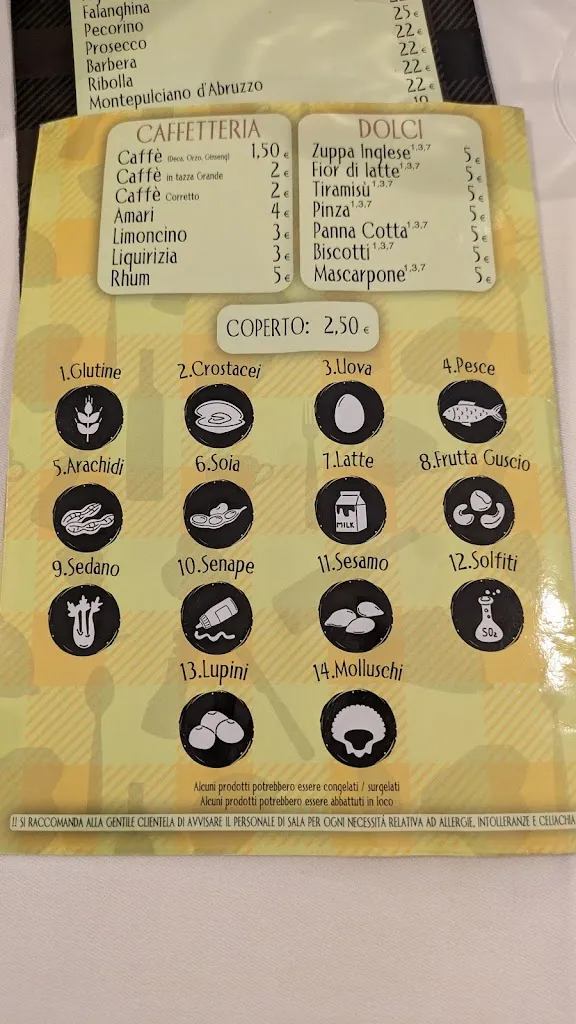 Falanghina 25 €
Pecorino 22 €
Prosecco 22 €
Barbera 22 €
Ribolla 22 €
Montepulciano d'Abruzzo
CAFFETTERIA
Caffè (Deca, Orzo, Ginseng) 1,50 €
Caffè in tazza Grande 2 €
Caffè Corretto 2 €
Amari 4 €
Limoncino 3 €
Liquirizia 3 €
Rhum 5 €
DOLCI
Zuppa Inglese 1,3,7 5 €
Fior di latte 1,3,7 5 €
Tiramisù 1,3,7 5 €
Pinza 1,3,7 5 €
Panna Cotta 1,3,7 5 €
Biscotti 1,3,7 5 €
Mascarpone 1,3,7 5 €
COPERTO: 2,50 €
1.Glutine 2.Crostacei 3.Uova 4.Pesce
5.Arachidi 6.Soia 7.Latte 8.Frutta Guscio
MILK
9.Sedano 10.Senape 11.Sesamo 12.Solfiti
SO2
13.Lupini 14.Molluschi
Alcuni prodotti potrebbero essere congelati / surgelati
Alcuni prodotti potrebbero essere abbattuti in loco
!! SI RACCOMANDA ALLA GENTILE CLIENTELA DI AVVISARE IL PERSONALE DI SALA PER OGNI NECESSITÁ RELATIVA AD ALLERGIE, INTOLLERANZE E CELIACHIA